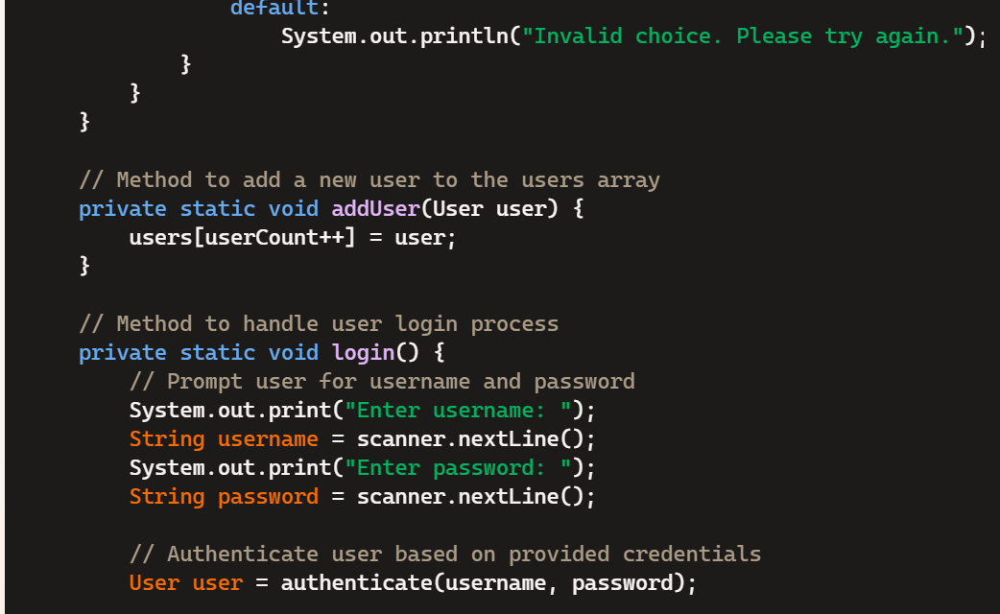 default:
System.out.println("Invalid choice. Please try again.");
}
}
}
// Method to add a new user to the users array
private static void addUser(User user) {
users[userCount++] = user;
}
// Method to handle user login process
private static void login() {
// Prompt user for username and password
System.out.print("Enter username: ");
String username = scanner.nextLine();
System.out.print("Enter password: ");
String password = scanner.nextLine();
// Authenticate user based on provided credentials
User user = authenticate(username, password);